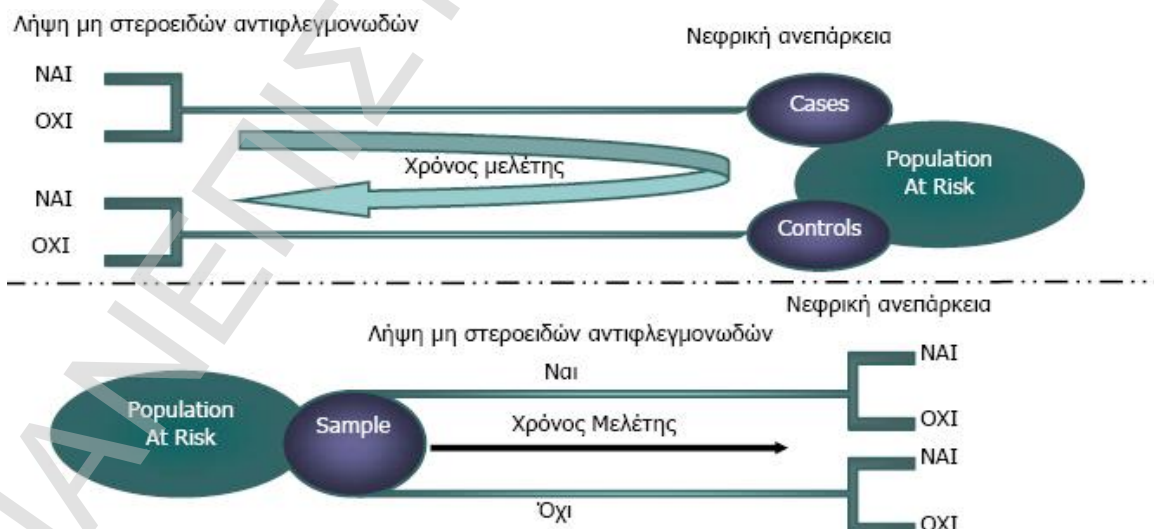 Λήψη μη στεροειδών αντιφλεγμονωδών
Νεφρική ανεπάρκεια
ΝΑΙ
ΟΧΙ
Cases
Χρόνος μελέτης
Population
At Risk
ΝΑΙ
ΟΧΙ
Controls
Νεφρική ανεπάρκεια
Λήψη μη στεροειδών αντιφλεγμονωδών
Ναι
ΝΑΙ
Population
At Risk
Sample
Χρόνος Μελέτης
ΟΧΙ
ΝΑΙ
Όχι
ΟΧΙ
ΑΝΕΠΙΣ